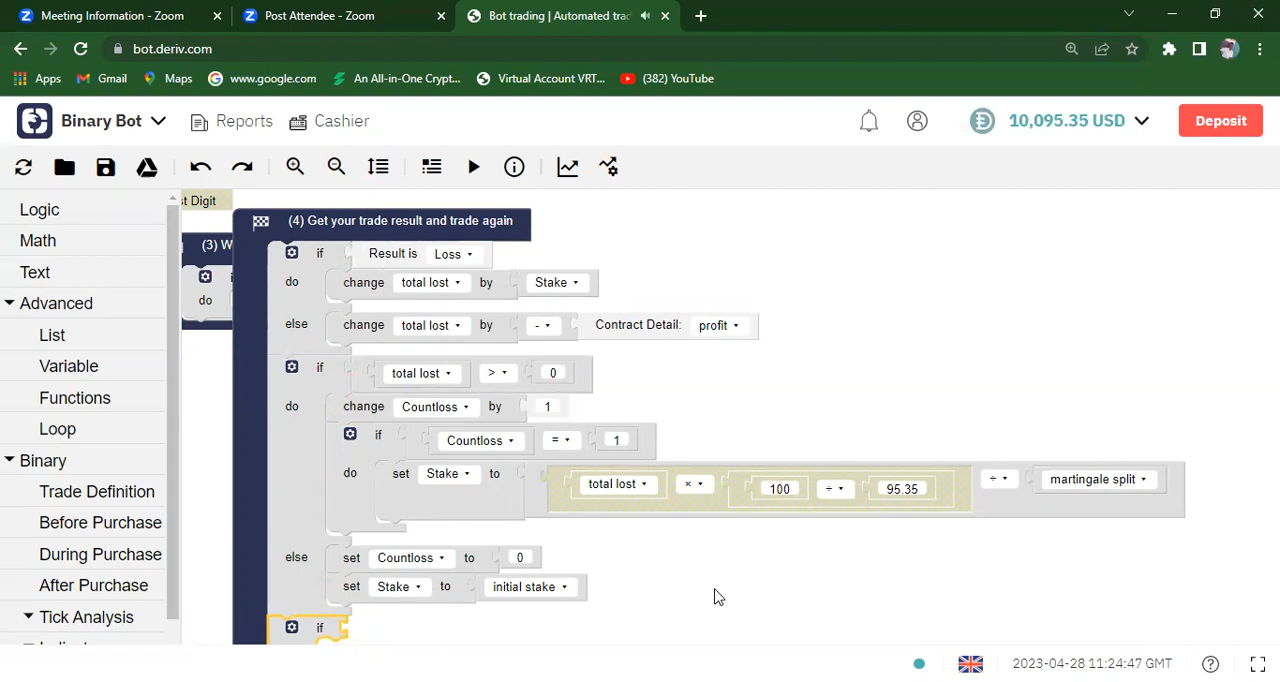 Meeting Information - Zoom
Post Attendee - Zoom
Bot trading | Automated trad
bot.deriv.com
Apps
Gmail
Maps
www.google.com
An All-in-One Crypt...
Virtual Account VRT...
(382) YouTube
Binary Bot
Reports
Cashier
10,095.35 USD
Deposit
Logic
Math
Text
Advanced
List
Variable
Functions
Loop
Binary
Trade Definition
Before Purchase
During Purchase
After Purchase
Tick Analysis
st Digit
(3) W
do
(4) Get your trade result and trade again
if Result is Loss
do change total lost by Stake
else change total lost by - Contract Detail: profit
if total lost > 0
do change Countloss by 1
if Countloss = 1
do set Stake to total lost × 100 ÷ 95.35 ÷ martingale split
else set Countloss to 0
set Stake to initial stake
if
2023-04-28 11:24:47 GMT